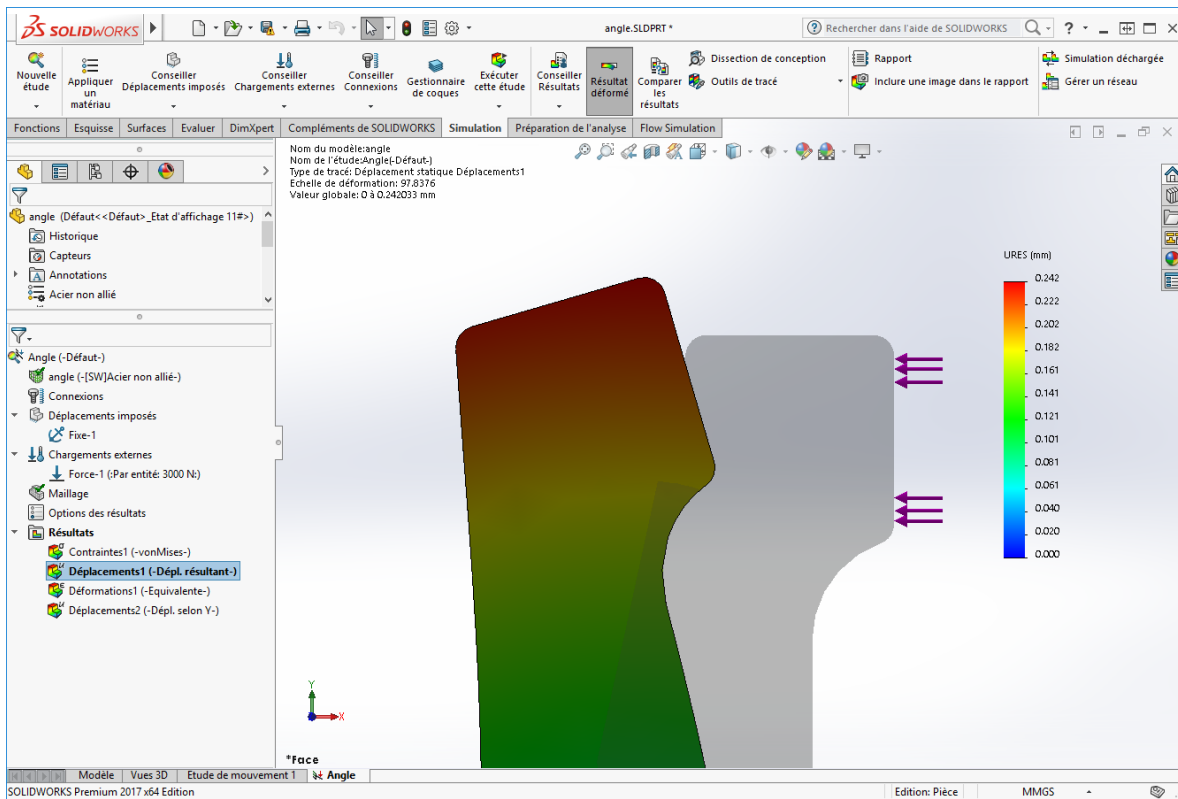 SOLIDWORKS
angle.SLDPRT *
Rechercher dans l'aide de SOLIDWORKS
?
Nouvelle étude
Appliquer un matériau
Conseiller Déplacements imposés
Conseiller Chargements externes
Conseiller Connexions
Gestionnaire de coques
Exécuter cette étude
Conseiller Résultats
Résultat déformé
Comparer les résultats
Dissection de conception
Outils de tracé
Rapport
Inclure une image dans le rapport
Simulation déchargée
Gérer un réseau
Fonctions
Esquisse
Surfaces
Evaluer
DimXpert
Compléments de SOLIDWORKS
Simulation
Préparation de l'analyse
Flow Simulation
angle (Défaut<<Défaut>_Etat d'affichage 11#>)
Historique
Capteurs
Annotations
Acier non allié
Angle (-Défaut-)
angle (-[SW]Acier non allié-)
Connexions
Déplacements imposés
Fixe-1
Chargements externes
Force-1 (:Par entité: 3000 N:)
Maillage
Options des résultats
Résultats
Contraintes1 (-vonMises-)
Déplacements1 (-Dépl. résultant-)
Déformations1 (-Equivalente-)
Déplacements2 (-Dépl. selon Y-)
Nom du modèle:angle
Nom de l'étude:Angle(-Défaut-)
Type de tracé: Déplacement statique Déplacements1
Echelle de déformation: 97.8376
Valeur globale: 0 à 0.242033 mm
URES (mm)
0.242
0.222
0.202
0.182
0.161
0.141
0.121
0.101
0.081
0.061
0.040
0.020
0.000
Y
X
*Face
Modèle
Vues 3D
Etude de mouvement 1
Angle
SOLIDWORKS Premium 2017 x64 Edition
Edition: Pièce
MMGS